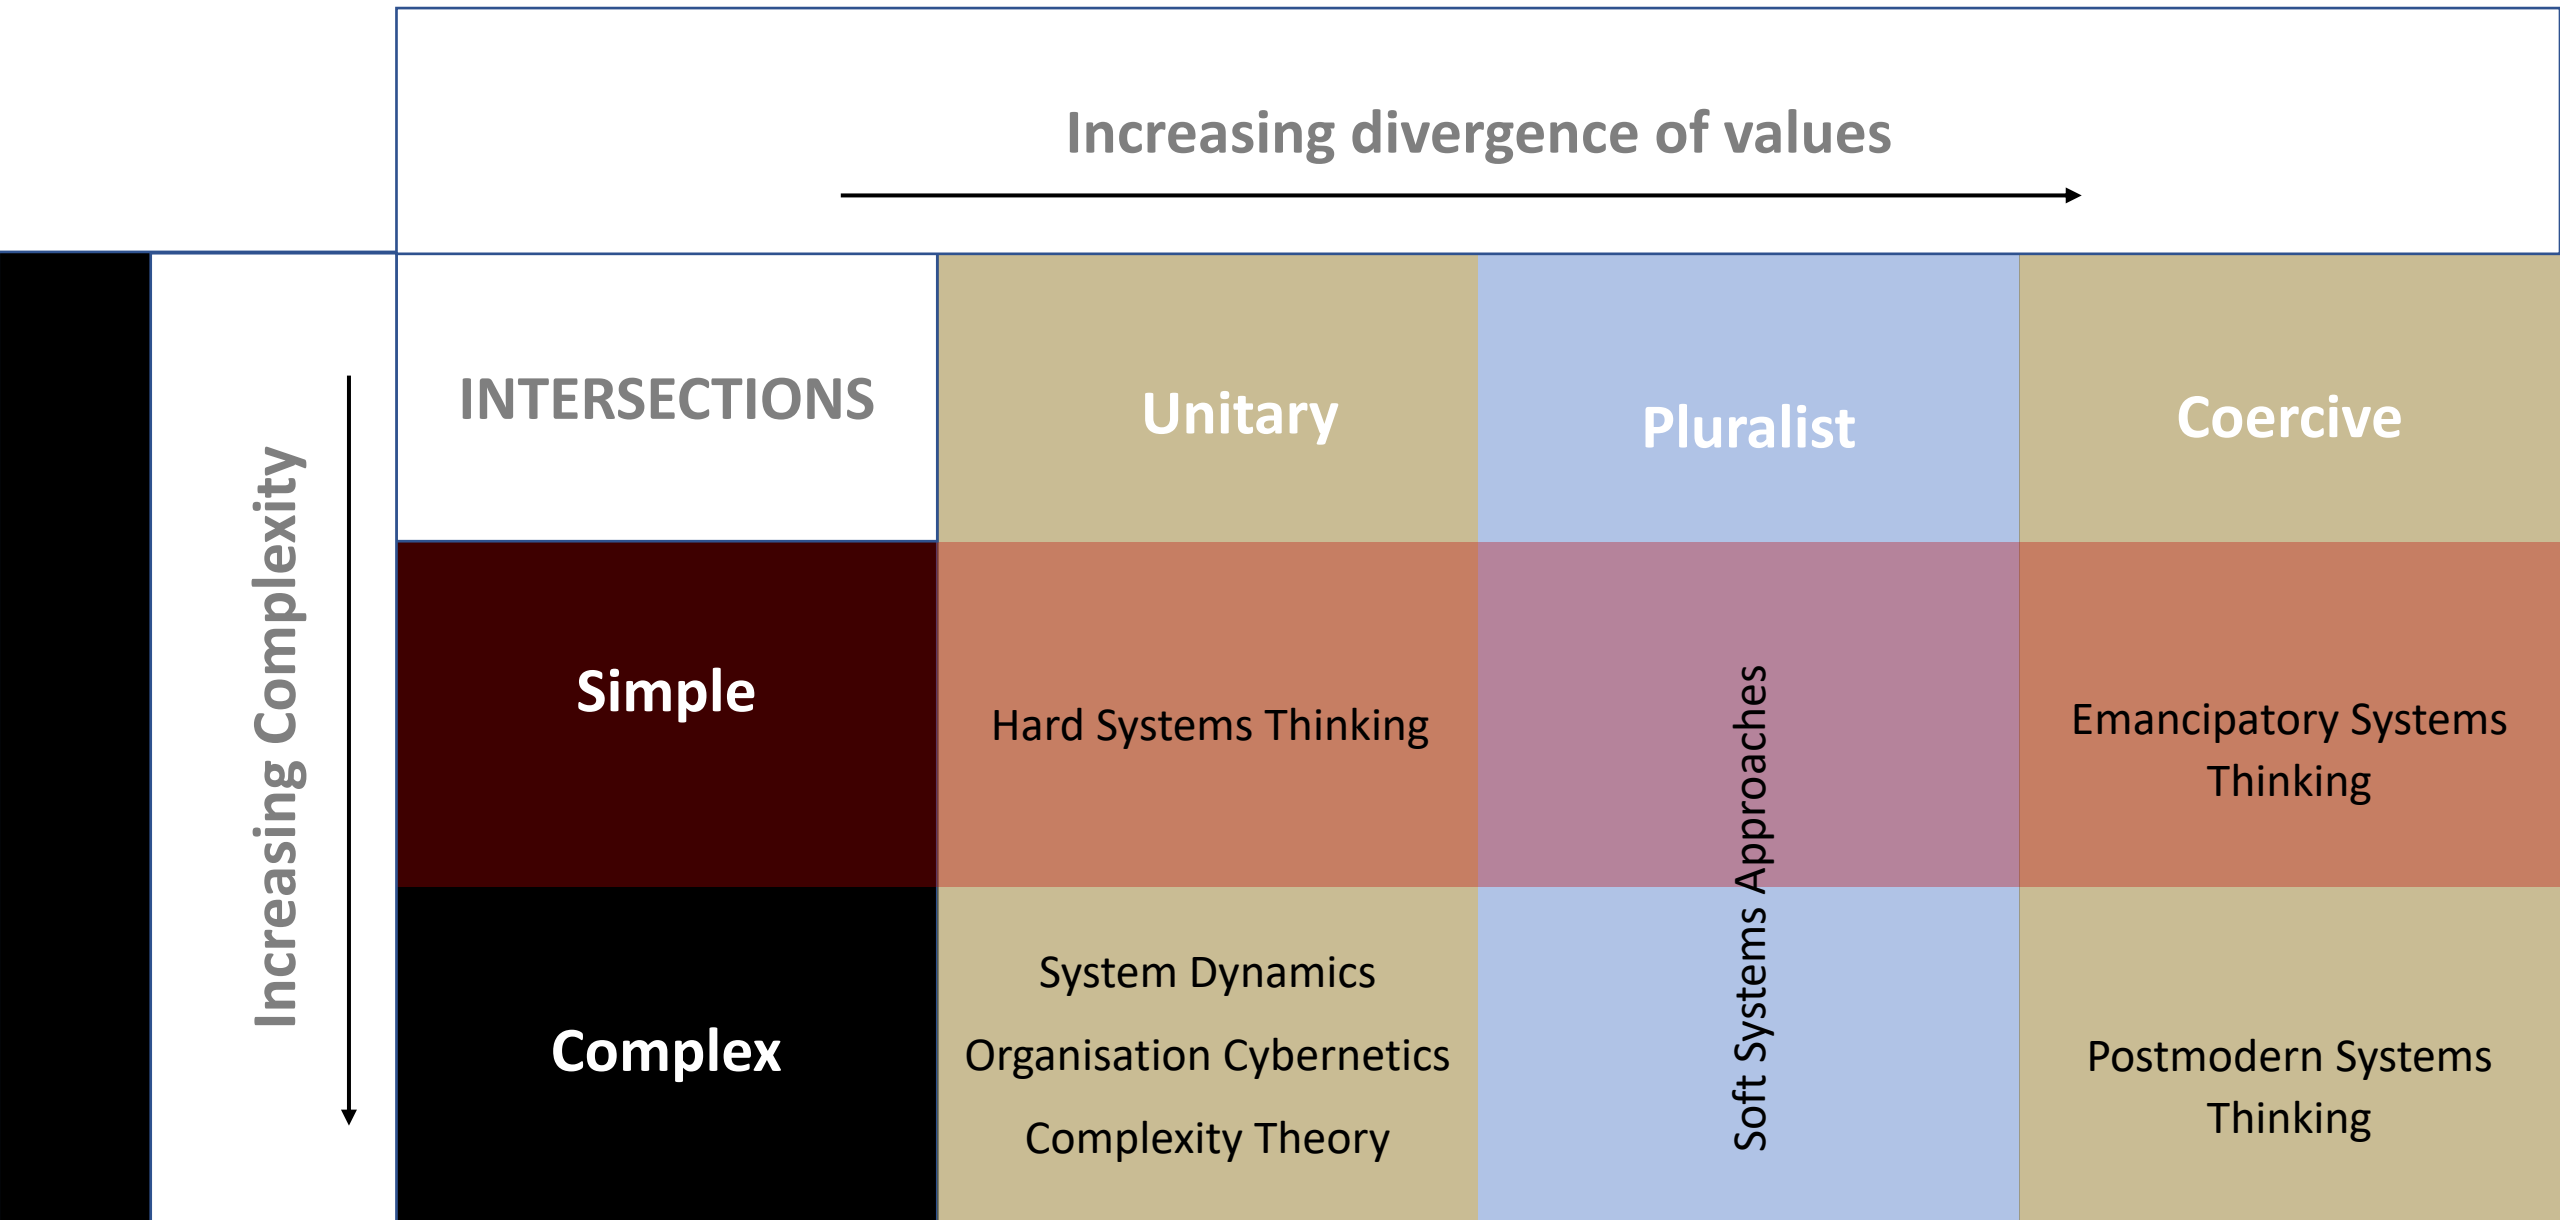 Increasing divergence of values
Increasing Complexity
INTERSECTIONS
Unitary
Pluralist
Coercive
Simple
Hard Systems Thinking
Soft Systems Approaches
Emancipatory Systems
Thinking
Complex
System Dynamics
Organisation Cybernetics
Complexity Theory
Postmodern Systems
Thinking